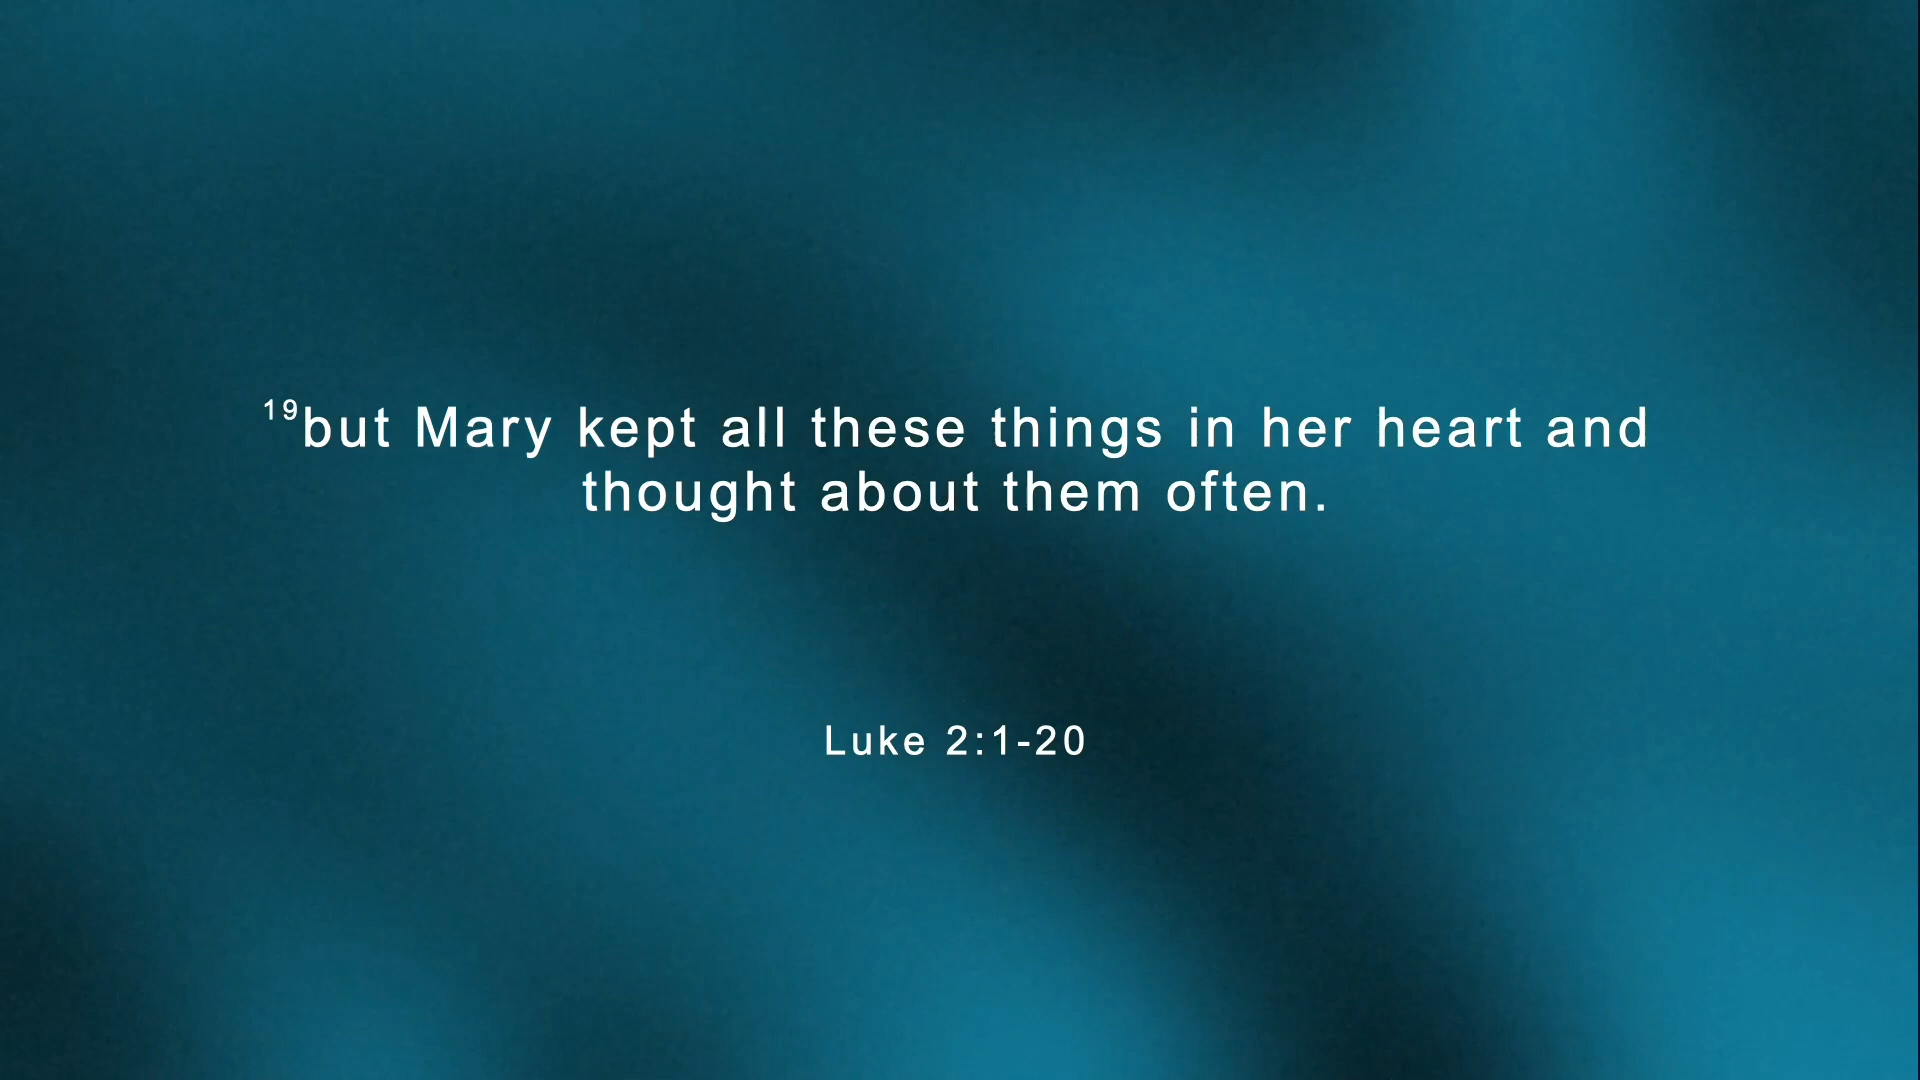 ¹⁹but Mary kept all these things in her heart and
thought about them often.
Luke 2:1-20